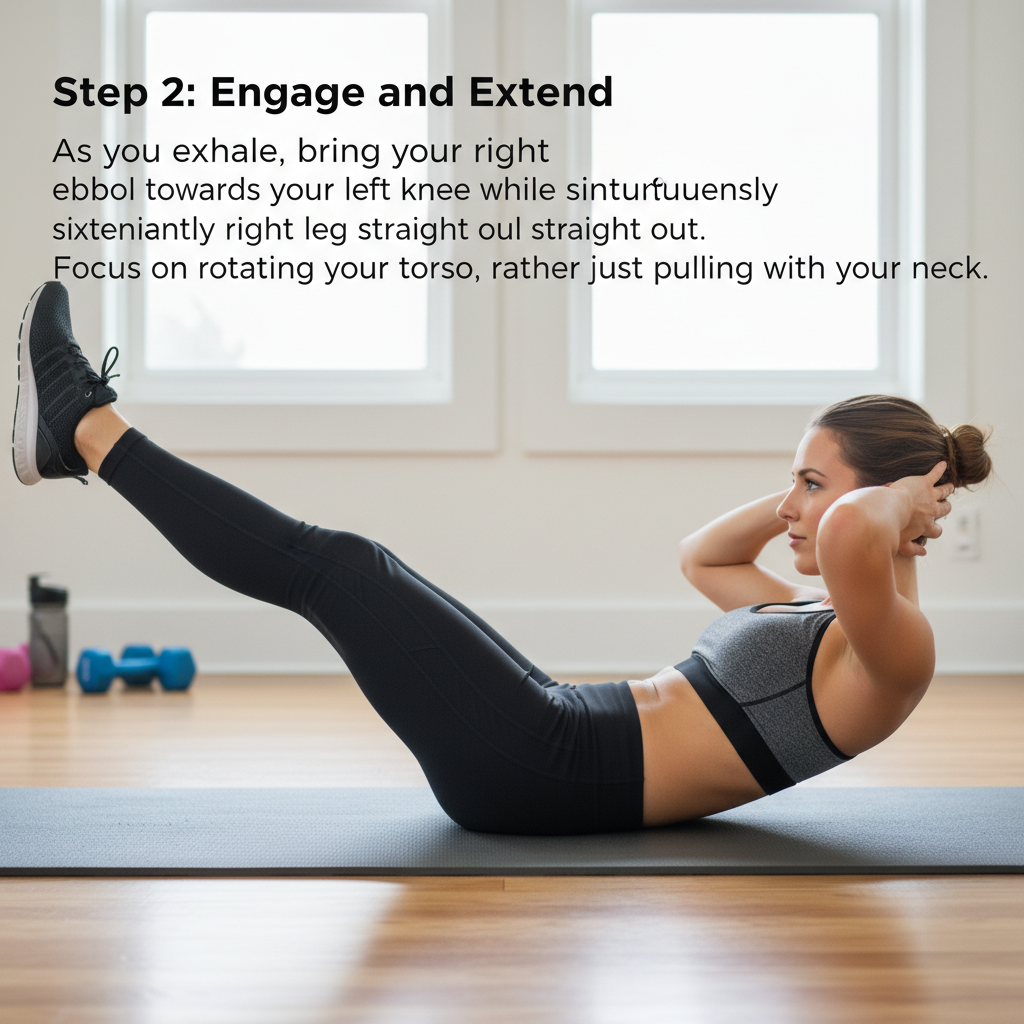 Step 2: Engage and Extend
As you exhale, bring your right
ebbol towards your left knee while
sixteniantly right leg straight oul straight out.
Focus on rotating your torso, rather just pulling with your neck.